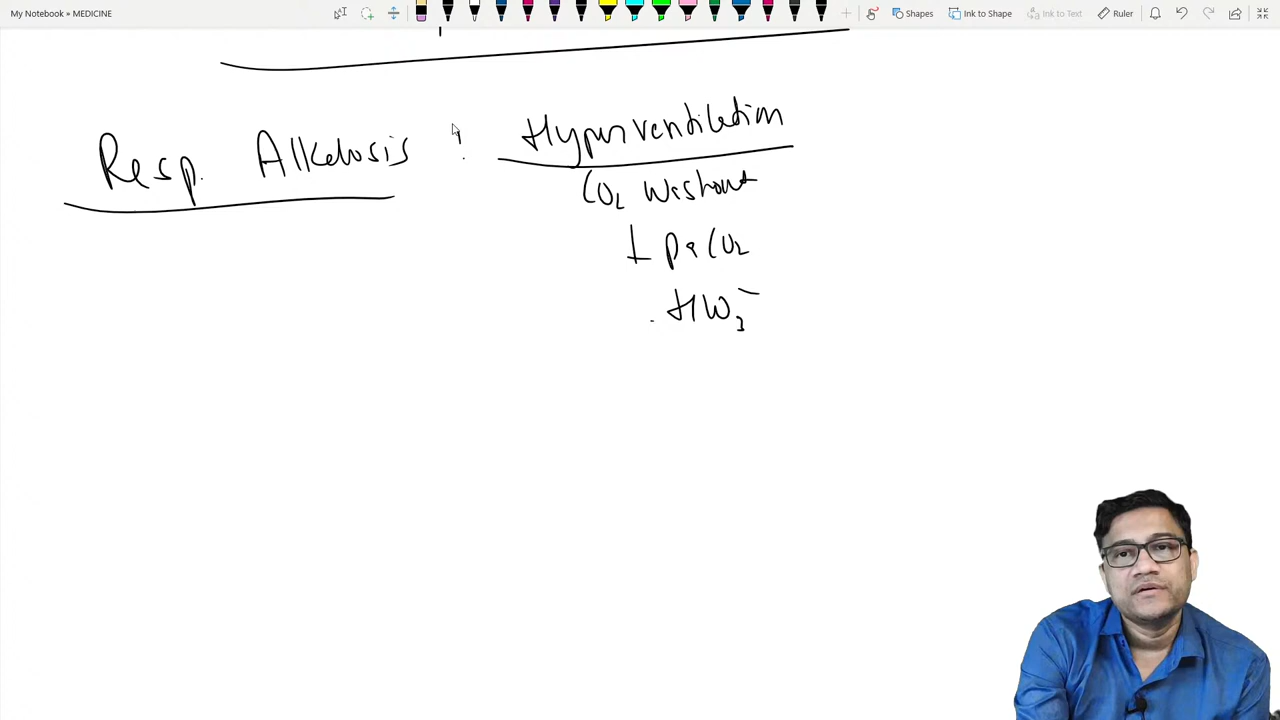 My Notebook » MEDICINE
Shapes Ink to Shape Ink to Text Ruler
Resp. Alkalosis : Hyperventilation
CO₂ Washout
↓ PaCO₂
HCO₃⁻